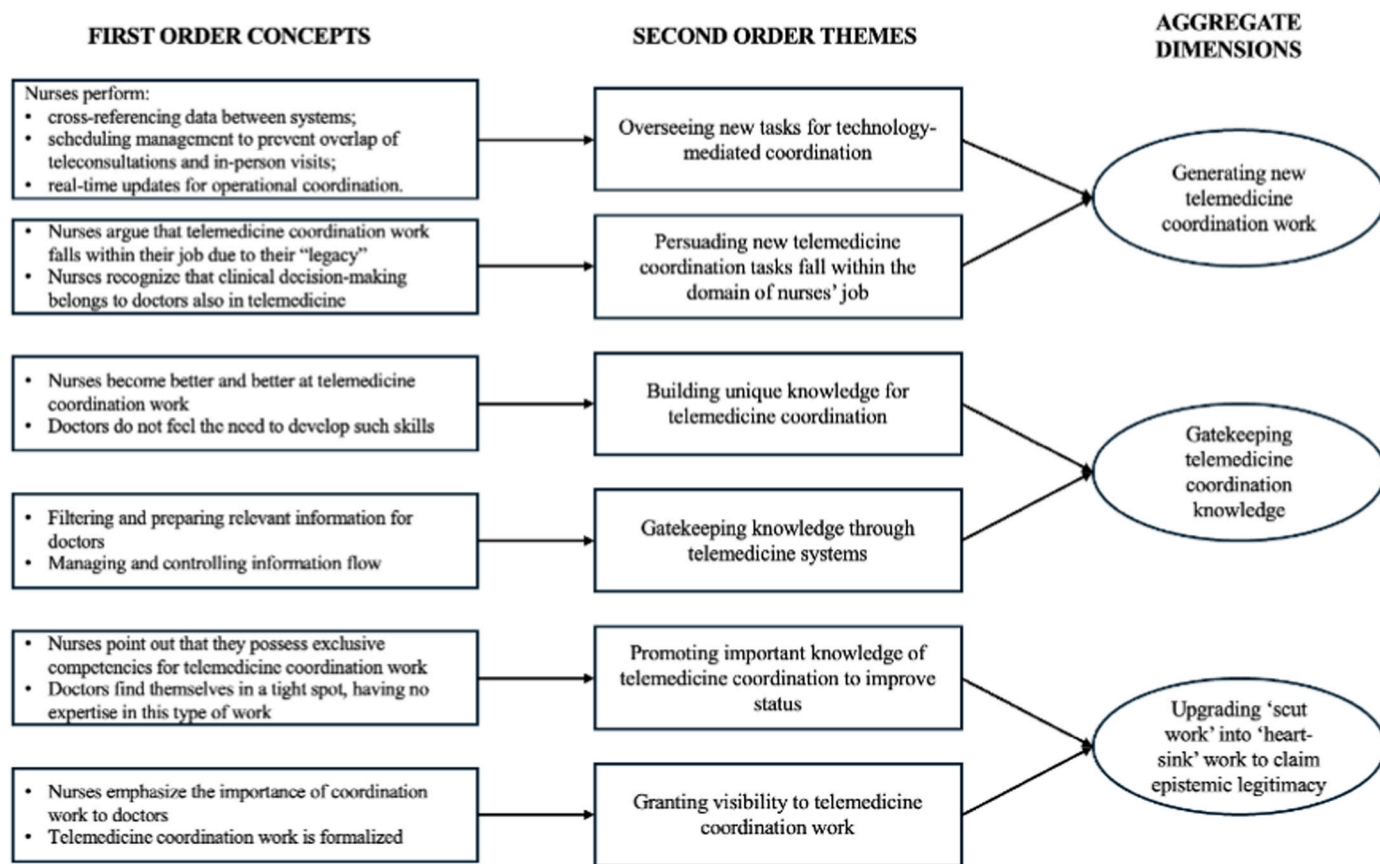 FIRST ORDER CONCEPTS
SECOND ORDER THEMES
AGGREGATE
DIMENSIONS
Nurses perform:
• cross-referencing data between systems;
• scheduling management to prevent overlap of
teleconsultations and in-person visits;
• real-time updates for operational coordination.
Overseeing new tasks for technology-
mediated coordination
Generating new
telemedicine
coordination work
• Nurses argue that telemedicine coordination work
falls within their job due to their “legacy”
• Nurses recognize that clinical decision-making
belongs to doctors also in telemedicine
Persuading new telemedicine
coordination tasks fall within the
domain of nurses’ job
• Nurses become better and better at telemedicine
coordination work
• Doctors do not feel the need to develop such skills
Building unique knowledge for
telemedicine coordination
Gatekeeping
telemedicine
coordination
knowledge
• Filtering and preparing relevant information for
doctors
• Managing and controlling information flow
Gatekeeping knowledge through
telemedicine systems
• Nurses point out that they possess exclusive
competencies for telemedicine coordination work
• Doctors find themselves in a tight spot, having no
expertise in this type of work
Promoting important knowledge of
telemedicine coordination to improve
status
Upgrading ‘scut
work’ into ‘heart-
sink’ work to claim
epistemic legitimacy
• Nurses emphasize the importance of coordination
work to doctors
• Telemedicine coordination work is formalized
Granting visibility to telemedicine
coordination work